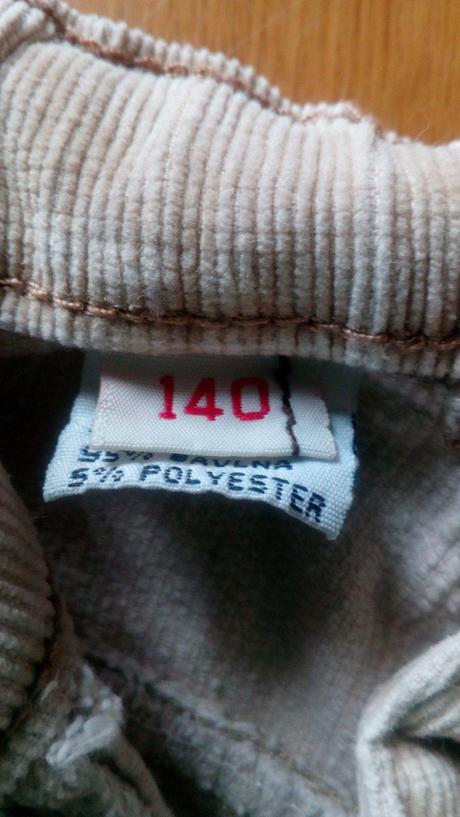 140
95% BAVLNA
5% POLYESTER